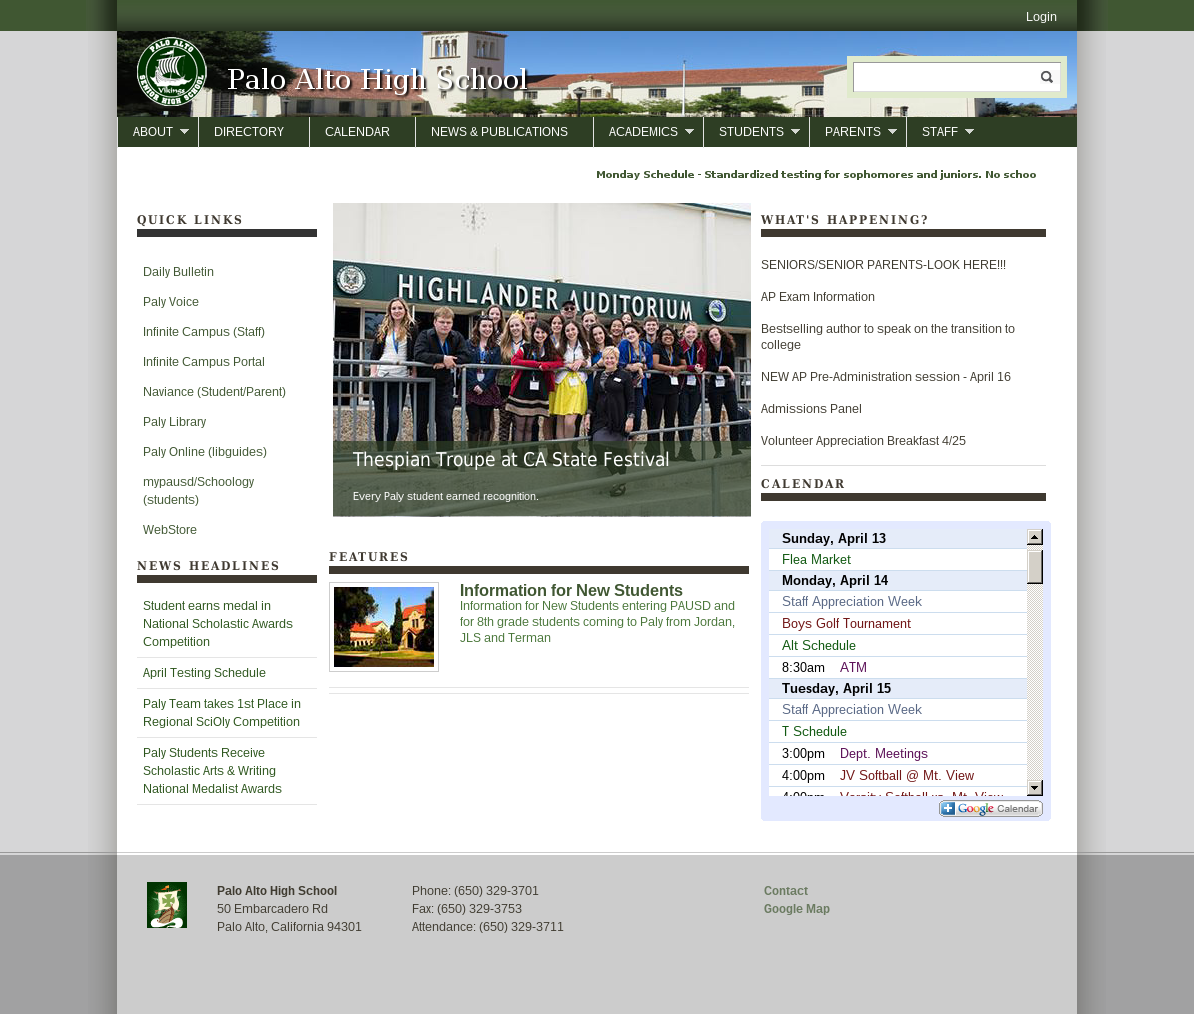 Login
PALO ALTO
Vikings
SENIOR HIGH SCHOOL
Palo Alto High School
ABOUT
DIRECTORY
CALENDAR
NEWS & PUBLICATIONS
ACADEMICS
STUDENTS
PARENTS
STAFF
Monday Schedule - Standardized testing for sophomores and juniors. No schoo
QUICK LINKS
Daily Bulletin
Paly Voice
Infinite Campus (Staff)
Infinite Campus Portal
Naviance (Student/Parent)
Paly Library
Paly Online (libguides)
mypausd/Schoology
(students)
WebStore
NEWS HEADLINES
Student earns medal in
National Scholastic Awards
Competition
April Testing Schedule
Paly Team takes 1st Place in
Regional SciOly Competition
Paly Students Receive
Scholastic Arts & Writing
National Medalist Awards
HIGHLANDER AUDITORIUM
Thespian Troupe at CA State Festival
Every Paly student earned recognition.
FEATURES
Information for New Students
Information for New Students entering PAUSD and
for 8th grade students coming to Paly from Jordan,
JLS and Terman
WHAT'S HAPPENING?
SENIORS/SENIOR PARENTS-LOOK HERE!!!
AP Exam Information
Bestselling author to speak on the transition to
college
NEW AP Pre-Administration session - April 16
Admissions Panel
Volunteer Appreciation Breakfast 4/25
CALENDAR
Sunday, April 13
Flea Market
Monday, April 14
Staff Appreciation Week
Boys Golf Tournament
Alt Schedule
8:30am ATM
Tuesday, April 15
Staff Appreciation Week
T Schedule
3:00pm Dept. Meetings
4:00pm JV Softball @ Mt. View
4:00pm Varsity Softball vs. Mt. View
Google Calendar
Palo Alto High School
50 Embarcadero Rd
Palo Alto, California 94301
Phone: (650) 329-3701
Fax: (650) 329-3753
Attendance: (650) 329-3711
Contact
Google Map